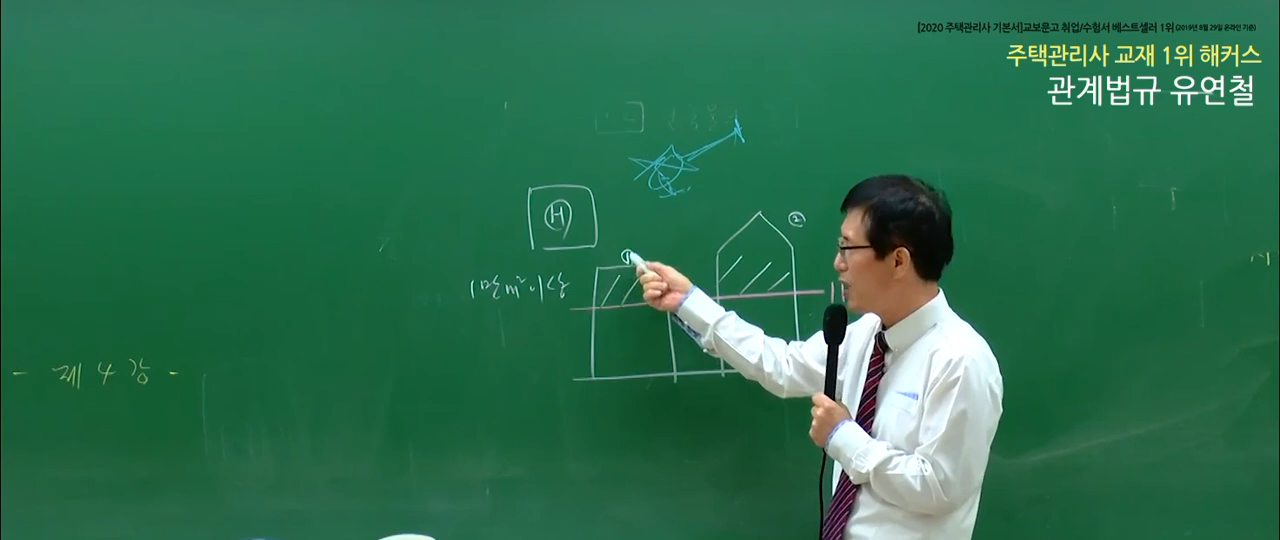 [2020 주택관리사 기본서]교보문고 취업/수험서 베스트셀러 1위(2019년 8월 29일 온라인 기준)
주택관리사 교재 1위 해커스
관계법규 유연철
H
①
②
1만m² 이상
11
- 제 4 강 -